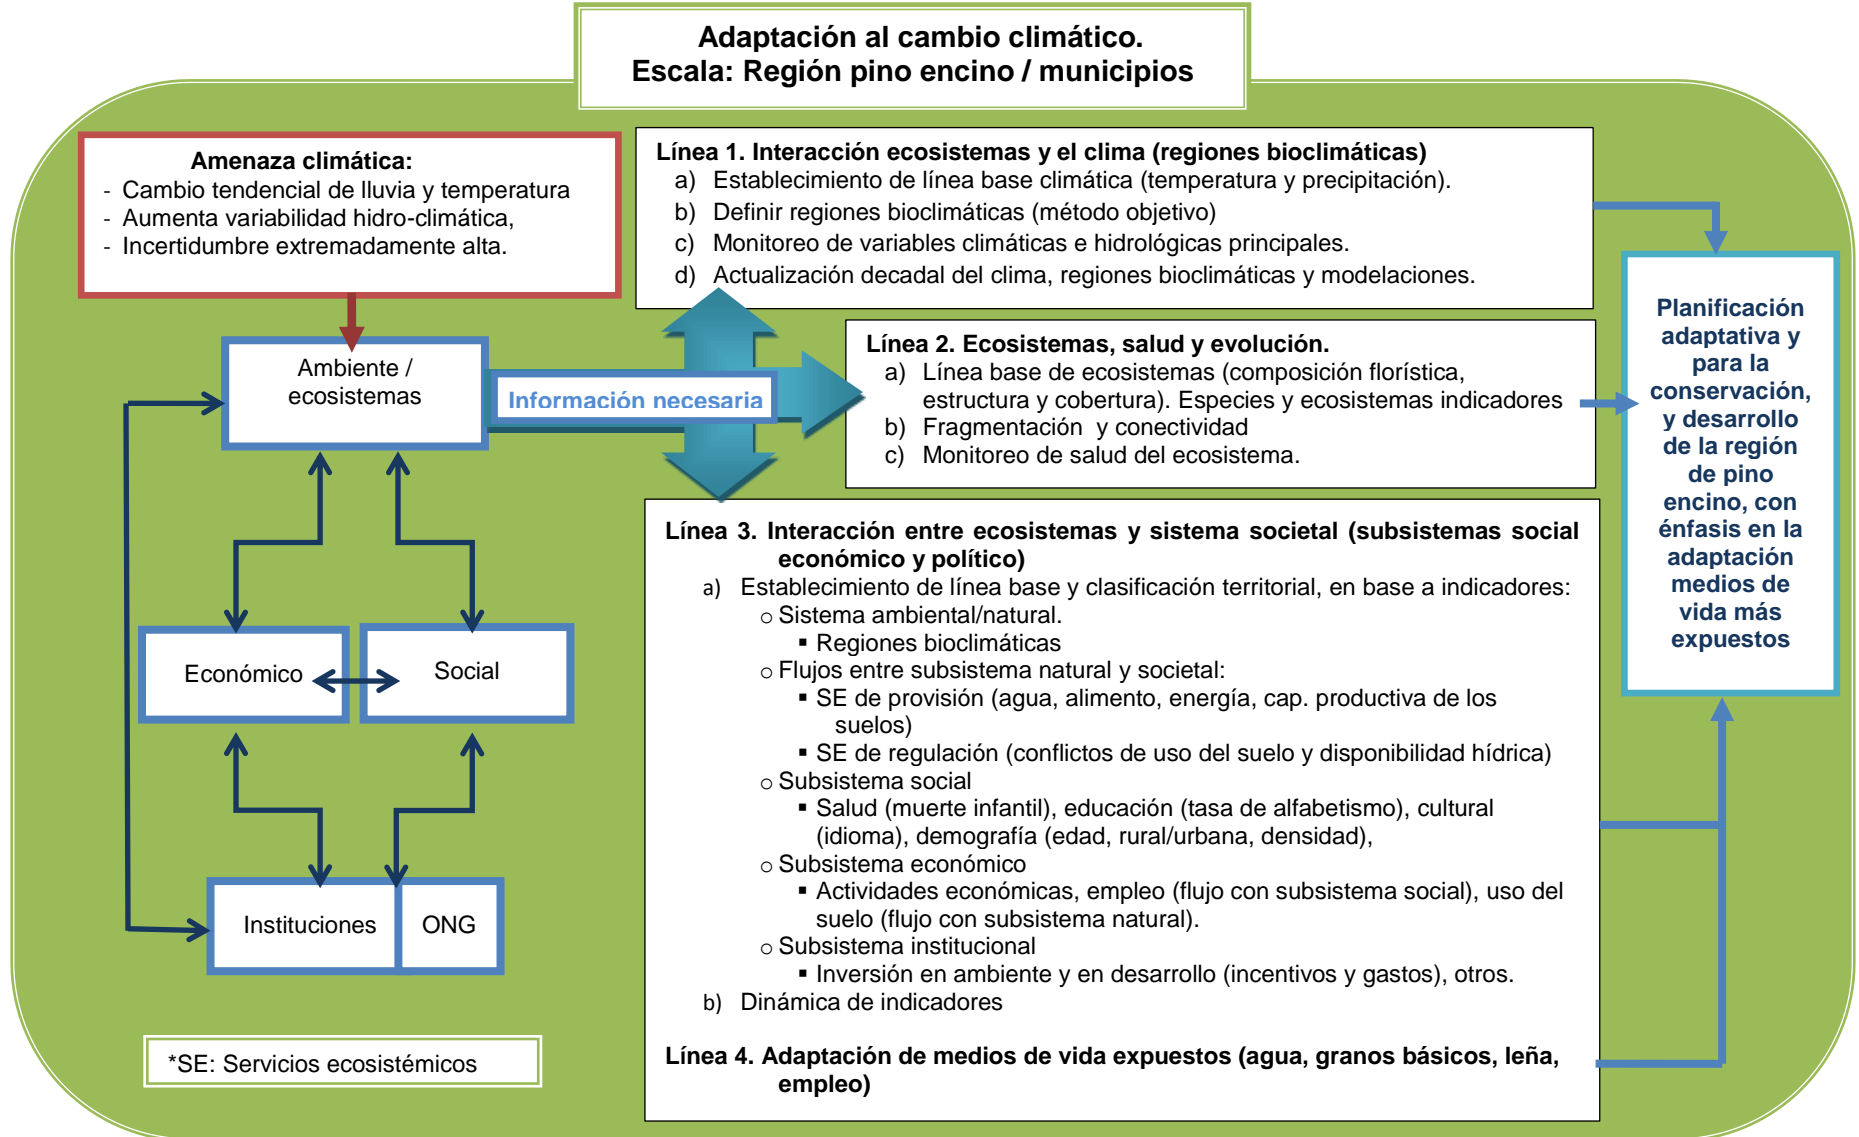 Adaptación al cambio climático.
Escala: Región pino encino / municipios
Amenaza climática:
- Cambio tendencial de lluvia y temperatura
- Aumenta variabilidad hidro-climática,
- Incertidumbre extremadamente alta.
Ambiente /
ecosistemas
Información necesaria
Económico
Social
Instituciones
ONG
*SE: Servicios ecosistémicos
Línea 1. Interacción ecosistemas y el clima (regiones bioclimáticas)
a) Establecimiento de línea base climática (temperatura y precipitación).
b) Definir regiones bioclimáticas (método objetivo)
c) Monitoreo de variables climáticas e hidrológicas principales.
d) Actualización decadal del clima, regiones bioclimáticas y modelaciones.
Línea 2. Ecosistemas, salud y evolución.
a) Línea base de ecosistemas (composición florística,
estructura y cobertura). Especies y ecosistemas indicadores
b) Fragmentación y conectividad
c) Monitoreo de salud del ecosistema.
Línea 3. Interacción entre ecosistemas y sistema societal (subsistemas social
económico y político)
a) Establecimiento de línea base y clasificación territorial, en base a indicadores:
o Sistema ambiental/natural.
▪ Regiones bioclimáticas
o Flujos entre subsistema natural y societal:
▪ SE de provisión (agua, alimento, energía, cap. productiva de los
suelos)
▪ SE de regulación (conflictos de uso del suelo y disponibilidad hídrica)
o Subsistema social
▪ Salud (muerte infantil), educación (tasa de alfabetismo), cultural
(idioma), demografía (edad, rural/urbana, densidad),
o Subsistema económico
▪ Actividades económicas, empleo (flujo con subsistema social), uso del
suelo (flujo con subsistema natural).
o Subsistema institucional
▪ Inversión en ambiente y en desarrollo (incentivos y gastos), otros.
b) Dinámica de indicadores
Línea 4. Adaptación de medios de vida expuestos (agua, granos básicos, leña,
empleo)
Planificación
adaptativa y
para la
conservación,
y desarrollo
de la región
de pino
encino, con
énfasis en la
adaptación
medios de
vida más
expuestos